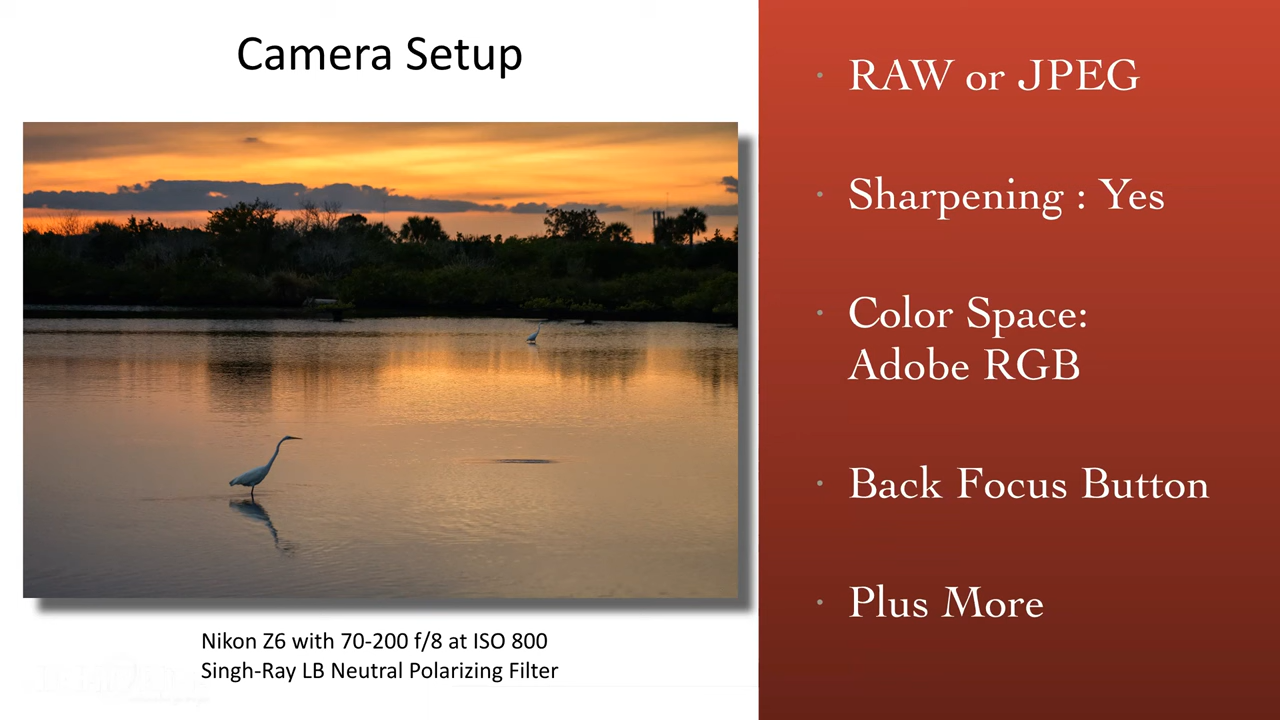 Camera Setup
Nikon Z6 with 70-200 f/8 at ISO 800
Singh-Ray LB Neutral Polarizing Filter
• RAW or JPEG
• Sharpening : Yes
• Color Space:
Adobe RGB
• Back Focus Button
• Plus More